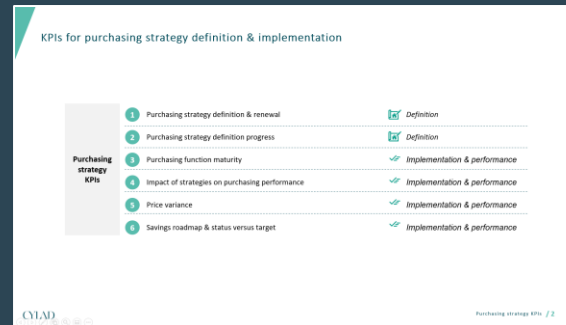 KPIs for purchasing strategy definition & implementation
Purchasing
strategy
KPIs
1 Purchasing strategy definition & renewal Definition
2 Purchasing strategy definition progress Definition
3 Purchasing function maturity Implementation & performance
4 Impact of strategies on purchasing performance Implementation & performance
5 Price variance Implementation & performance
6 Savings roadmap & status versus target Implementation & performance
CYLAD
Purchasing strategy KPIs / 2